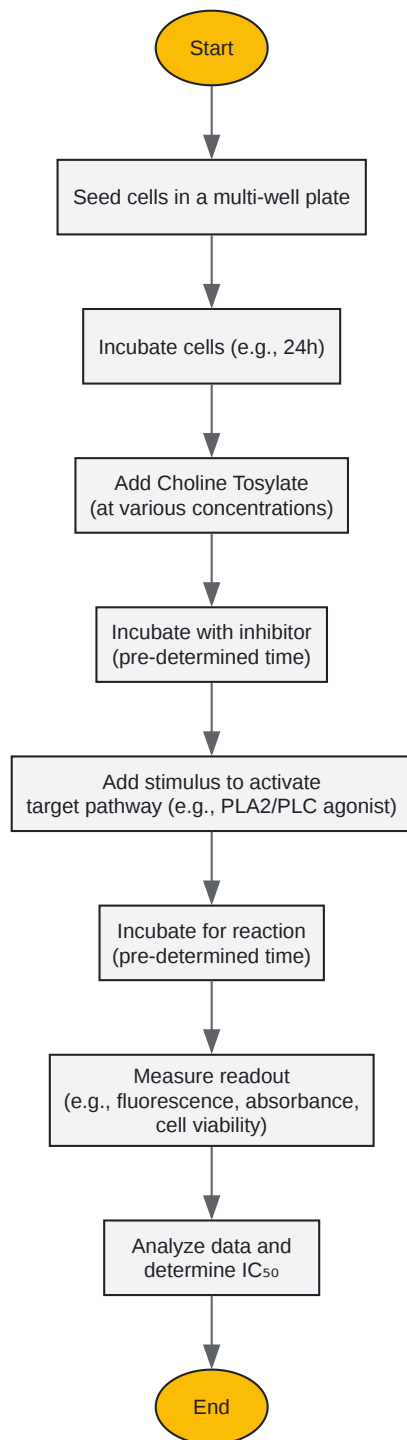 Start
Seed cells in a multi-well plate
Incubate cells (e.g., 24h)
Add Choline Tosylate
(at various concentrations)
Incubate with inhibitor
(pre-determined time)
Add stimulus to activate
target pathway (e.g., PLA2/PLC agonist)
Incubate for reaction
(pre-determined time)
Measure readout
(e.g., fluorescence, absorbance,
cell viability)
Analyze data and
determine IC₅₀
End